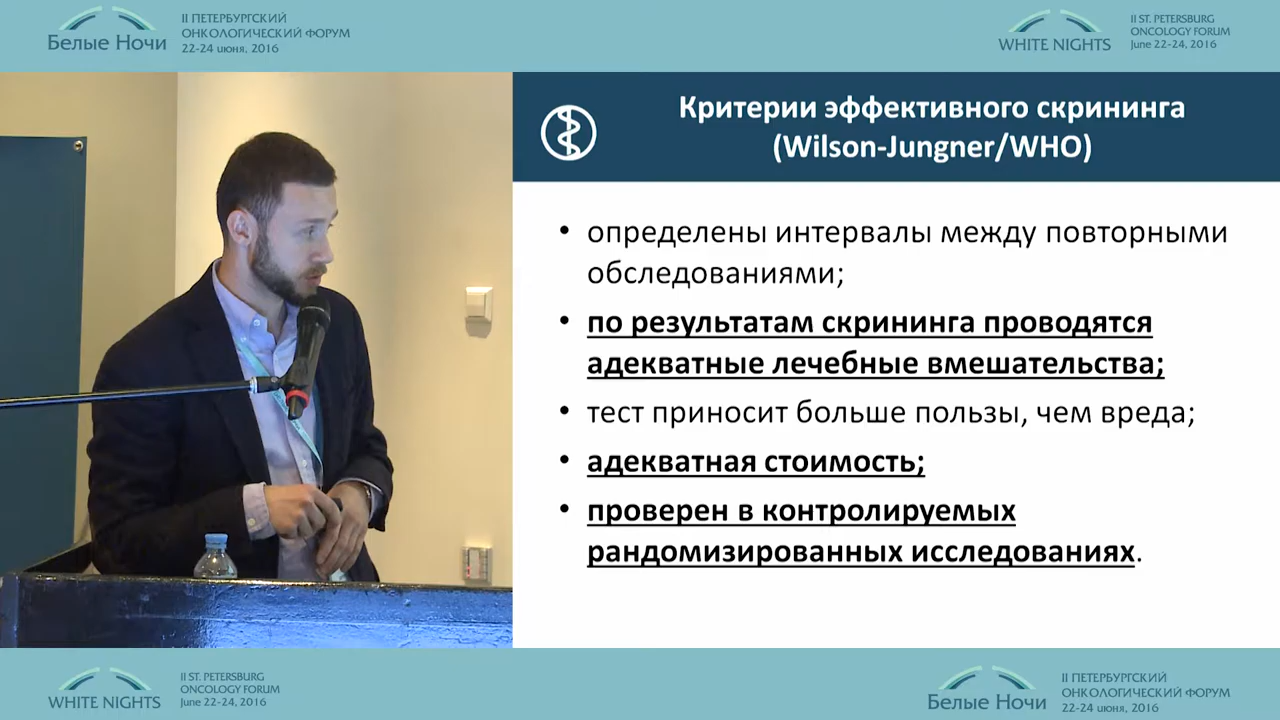 Белые Ночи
II ПЕТЕРБУРГСКИЙ
ОНКОЛОГИЧЕСКИЙ ФОРУМ
22-24 июня, 2016
WHITE NIGHTS
II ST. PETERSBURG
ONCOLOGY FORUM
June 22-24, 2016
Критерии эффективного скрининга
(Wilson-Jungner/WHO)
• определены интервалы между повторными
обследованиями;
• по результатам скрининга проводятся
адекватные лечебные вмешательства;
• тест приносит больше пользы, чем вреда;
• адекватная стоимость;
• проверен в контролируемых
рандомизированных исследованиях.
WHITE NIGHTS
II ST. PETERSBURG
ONCOLOGY FORUM
June 22-24, 2016
Белые Ночи
II ПЕТЕРБУРГСКИЙ
ОНКОЛОГИЧЕСКИЙ ФОРУМ
22-24 июня, 2016